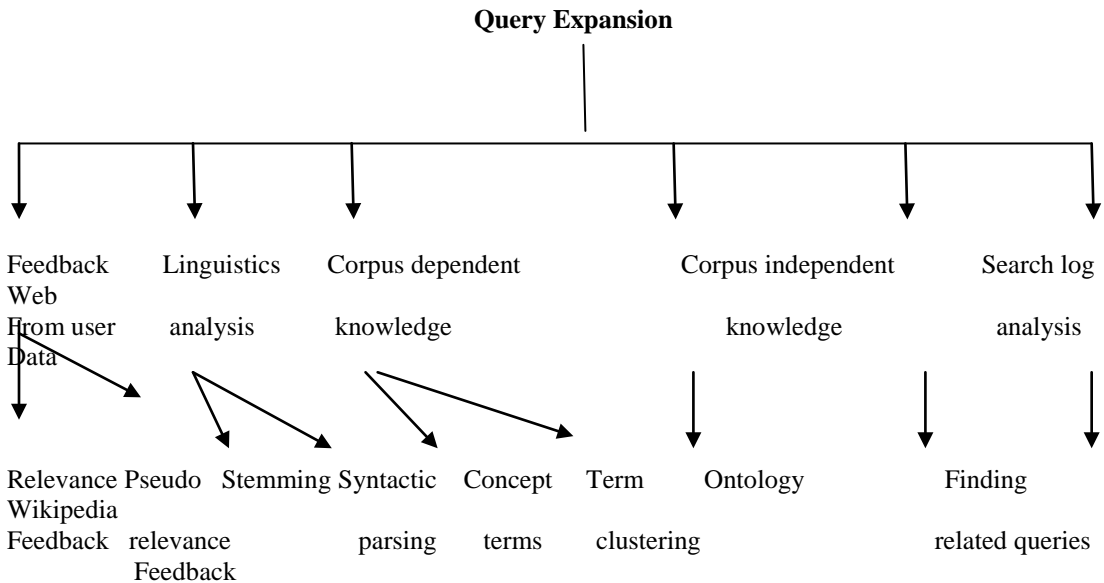 Query Expansion
Feedback Linguistics Corpus dependent Corpus independent Search log
Web
From user analysis knowledge knowledge analysis
Data
Relevance Pseudo Stemming Syntactic Concept Term Ontology Finding
Wikipedia
Feedback relevance parsing terms clustering related queries
Feedback